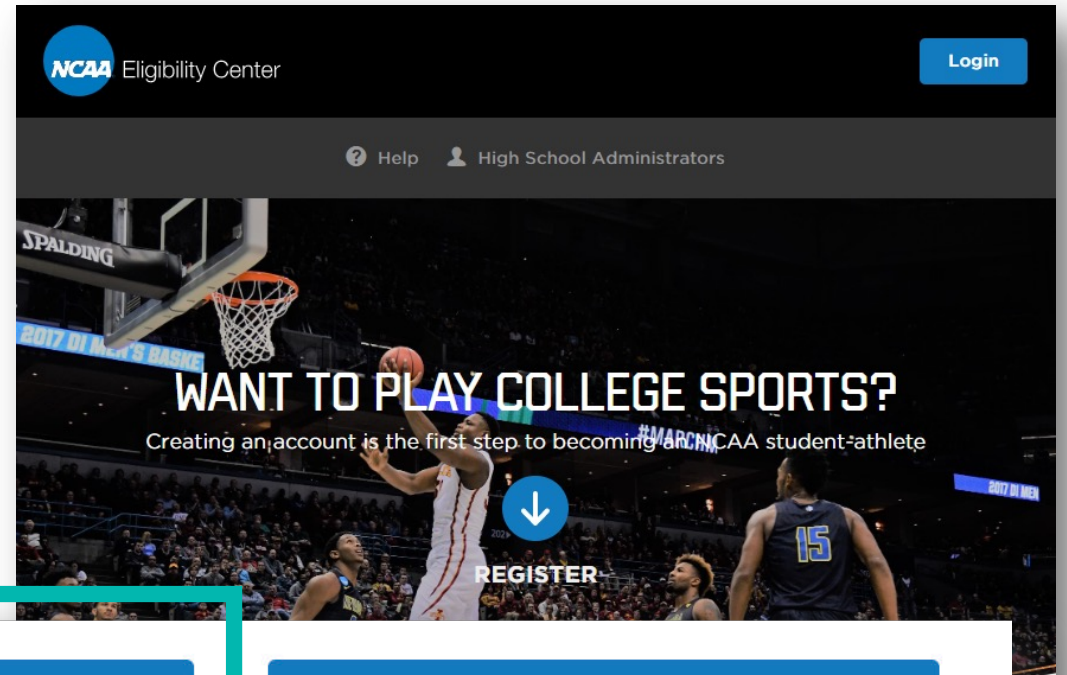 NCAA Eligibility Center
Login
Help
High School Administrators
SPALDING
2017 DI MEN'S BASKE
WANT TO PLAY COLLEGE SPORTS?
Creating an account is the first step to becoming an NCAA student-athlete
2017 DI MEN
15
REGISTER